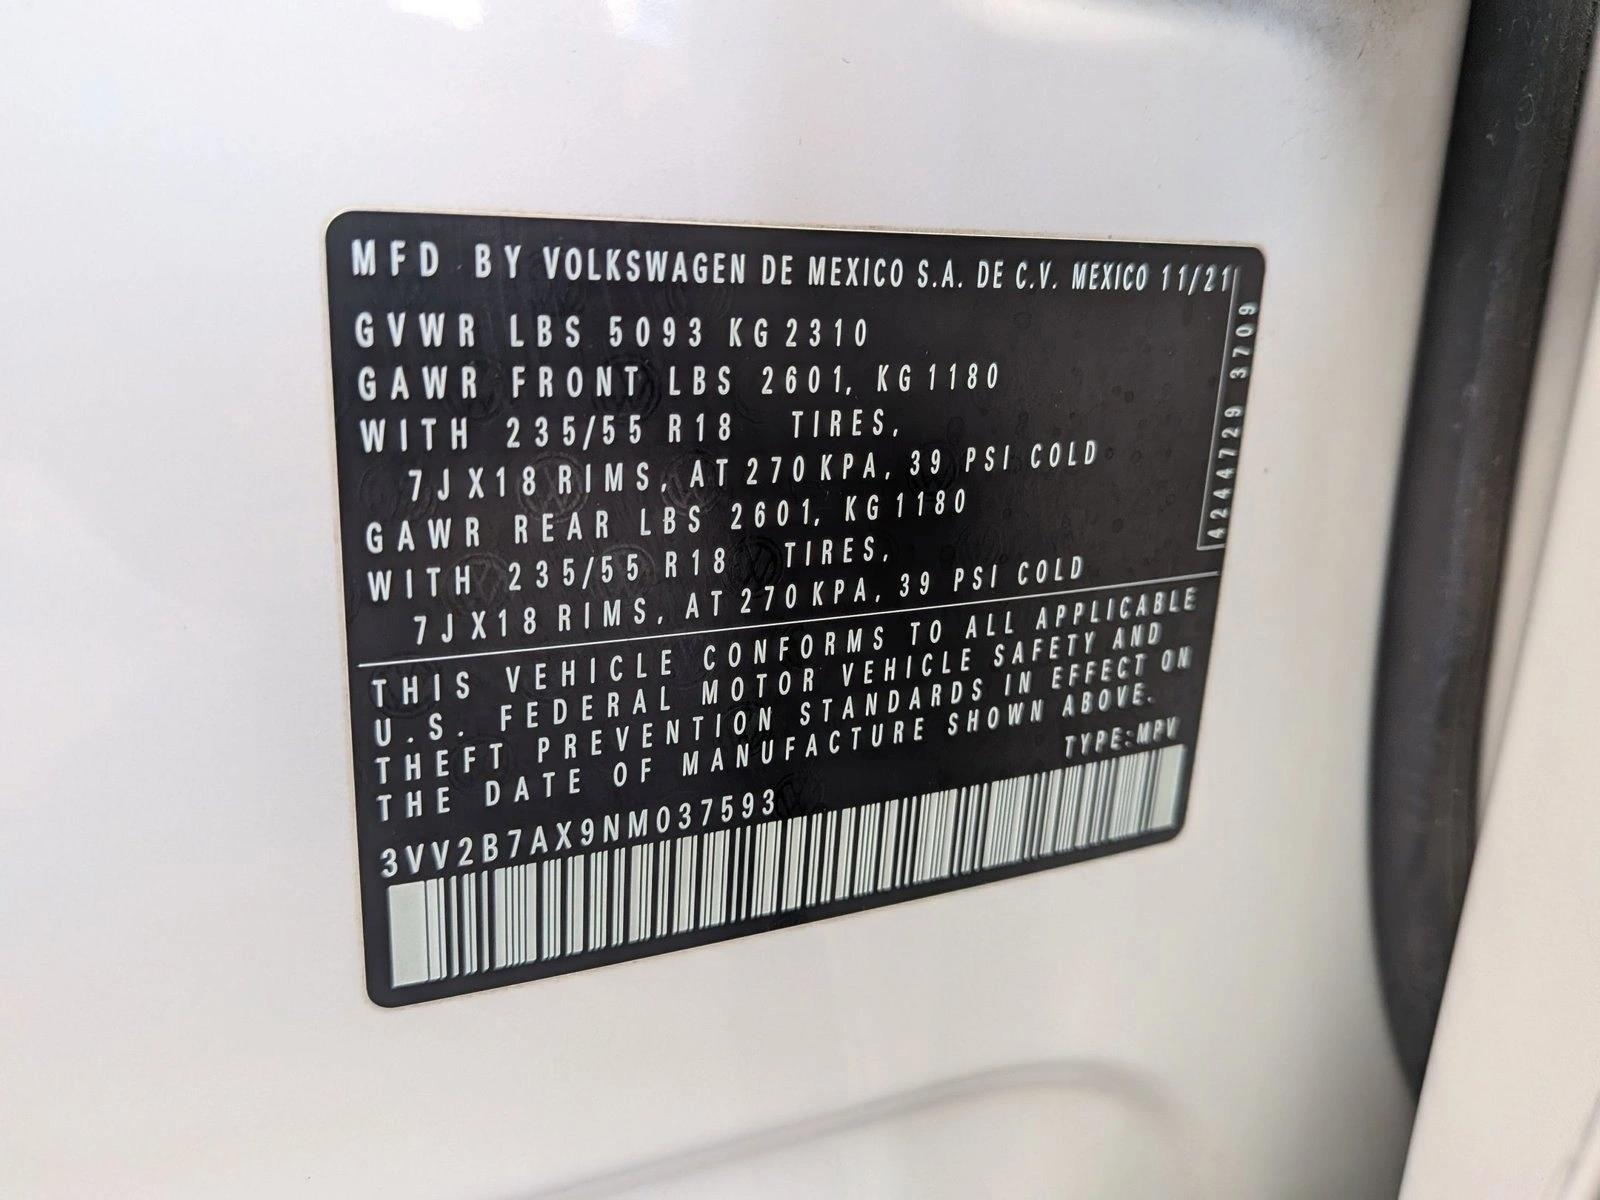 MFD BY VOLKSWAGEN DE MEXICO S.A. DE C.V. MEXICO 11/21
GVWR LBS 5093 KG 2310
GAWR FRONT LBS 2601, KG 1180
WITH 235/55 R18 TIRES,
7J X18 RIMS, AT 270 KPA, 39 PSI COLD
GAWR REAR LBS 2601, KG 1180
WITH 235/55 R18 TIRES,
7J X18 RIMS, AT 270 KPA, 39 PSI COLD
4244729 3709
THIS VEHICLE CONFORMS TO ALL APPLICABLE
U.S. FEDERAL MOTOR VEHICLE SAFETY AND
THEFT PREVENTION STANDARDS IN EFFECT ON
THE DATE OF MANUFACTURE SHOWN ABOVE.
TYPE:MPV
3VV2B7AX9NM037593